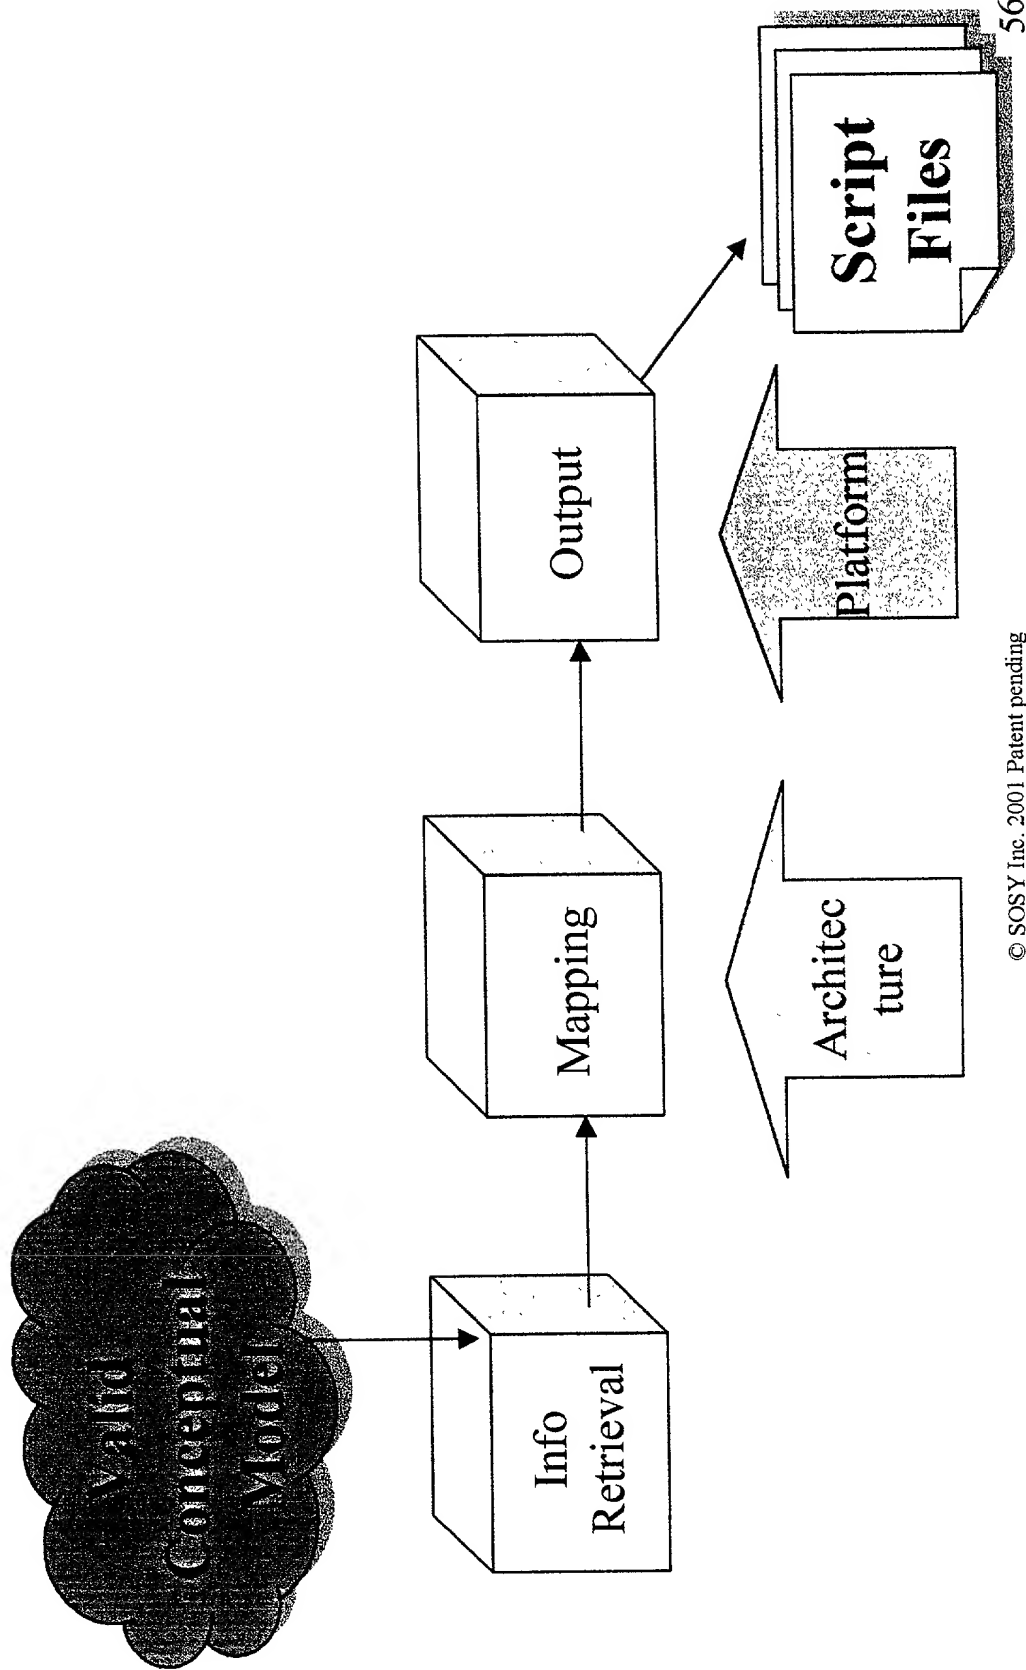 Valid
Conceptual
Model
Info
Retrieval
Mapping
Output
Script
Files
Architec
ture
Platform
© SOSY Inc. 2001 Patent pending
56